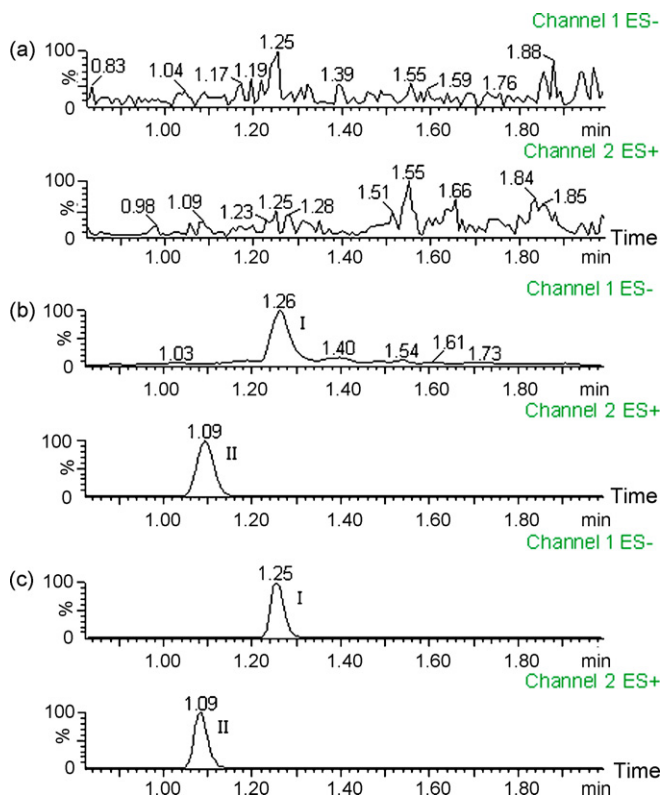 Channel 1 ES-
(a)
100
%
0
0.83 1.04 1.17 1.19 1.25 1.39 1.55 1.59 1.76 1.88
1.00 1.20 1.40 1.60 1.80 min
Channel 2 ES+
100
%
0
0.98 1.09 1.23 1.25 1.28 1.51 1.55 1.66 1.84 1.85
Time
1.00 1.20 1.40 1.60 1.80 min
Channel 1 ES-
(b)
100
%
0
1.03 1.26 I 1.40 1.54 1.61 1.73
1.00 1.20 1.40 1.60 1.80 min
Channel 2 ES+
100
%
0
1.09 II
Time
1.00 1.20 1.40 1.60 1.80 min
Channel 1 ES-
(c)
100
%
0
1.25 I
1.00 1.20 1.40 1.60 1.80 min
Channel 2 ES+
100
%
0
1.09 II
Time
1.00 1.20 1.40 1.60 1.80 min